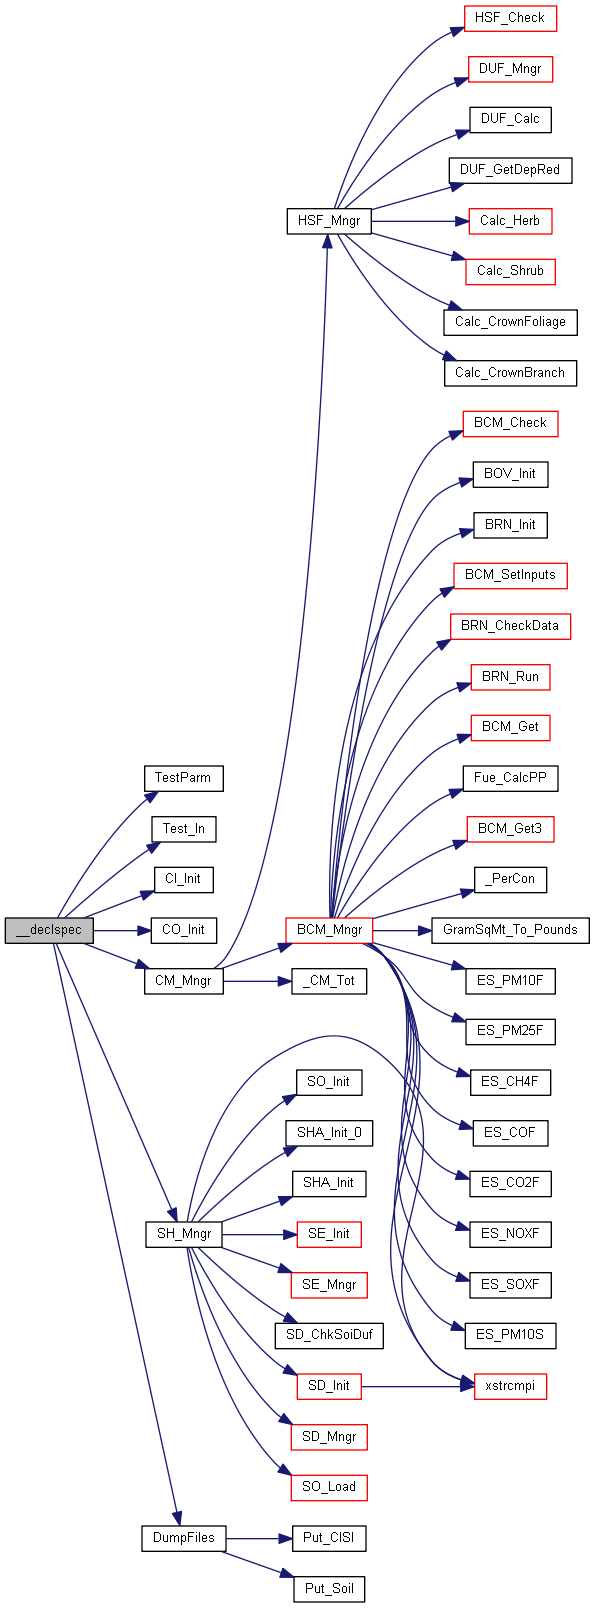 HSF_Check
DUF_Mngr
DUF_Calc
DUF_GetDepRed
HSF_Mngr
Calc_Herb
Calc_Shrub
Calc_CrownFoliage
Calc_CrownBranch
BCM_Check
BOV_Init
BRN_Init
BCM_SetInputs
BRN_CheckData
BRN_Run
BCM_Get
TestParm
Fue_CalcPP
Test_In
BCM_Get3
CI_Init
_PerCon
__declspec
CO_Init
BCM_Mngr
GramSqMt_To_Pounds
CM_Mngr
_CM_Tot
ES_PM10F
ES_PM25F
SO_Init
ES_CH4F
SHA_Init_0
ES_COF
SHA_Init
ES_CO2F
SH_Mngr
SE_Init
ES_NOXF
SE_Mngr
ES_SOXF
SD_ChkSoiDuf
ES_PM10S
SD_Init
xstrcmpi
SD_Mngr
SO_Load
DumpFiles
Put_CISI
Put_Soil